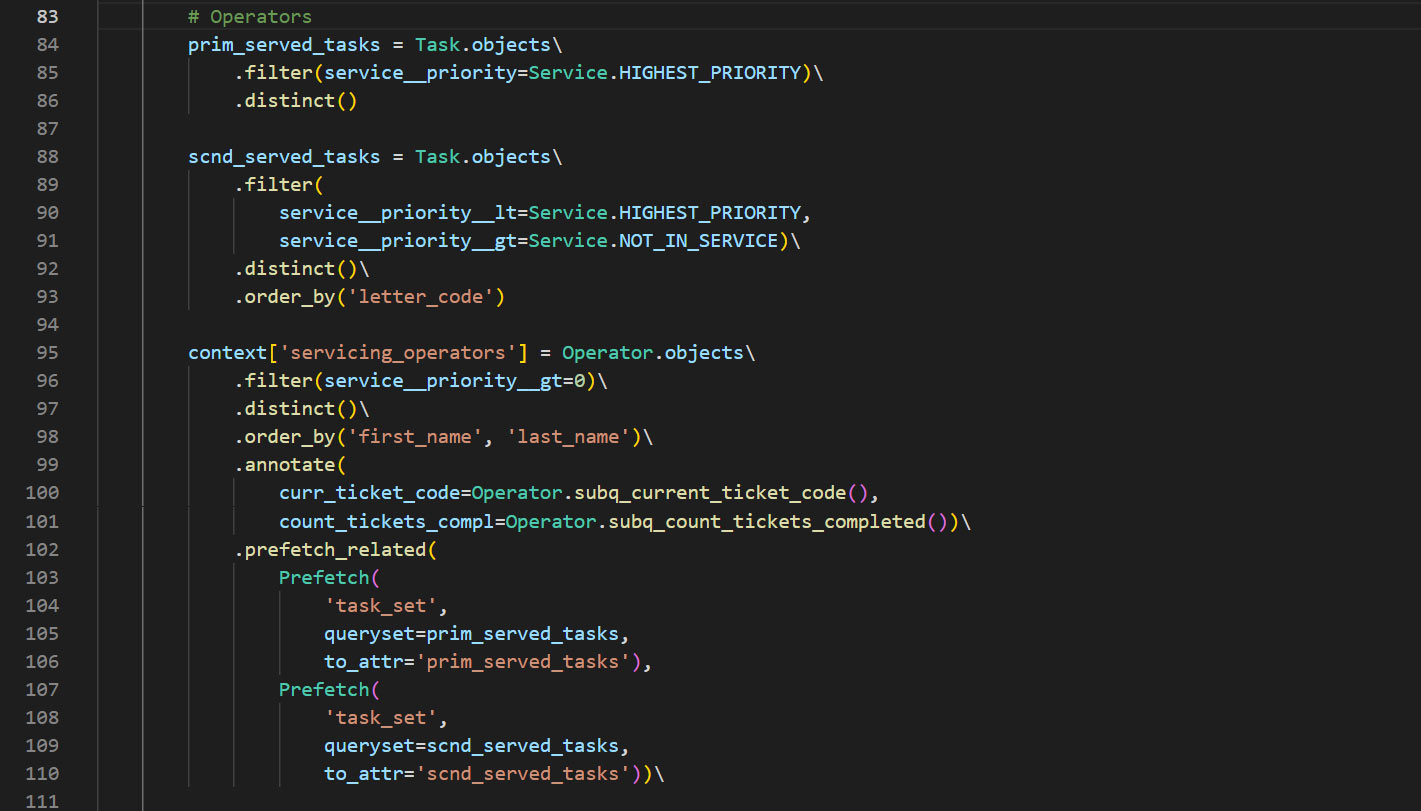 83 # Operators
84 prim_served_tasks = Task.objects\
85     .filter(service__priority=Service.HIGHEST_PRIORITY)\
86     .distinct()
87
88 scnd_served_tasks = Task.objects\
89     .filter(
90         service__priority__lt=Service.HIGHEST_PRIORITY,
91         service__priority__gt=Service.NOT_IN_SERVICE)\
92     .distinct()\
93     .order_by('letter_code')
94
95 context['servicing_operators'] = Operator.objects\
96     .filter(service__priority__gt=0)\
97     .distinct()\
98     .order_by('first_name', 'last_name')\
99     .annotate(
100         curr_ticket_code=Operator.subq_current_ticket_code(),
101         count_tickets_compl=Operator.subq_count_tickets_completed())\
102     .prefetch_related(
103         Prefetch(
104             'task_set',
105             queryset=prim_served_tasks,
106             to_attr='prim_served_tasks'),
107         Prefetch(
108             'task_set',
109             queryset=scnd_served_tasks,
110             to_attr='scnd_served_tasks'))\
111